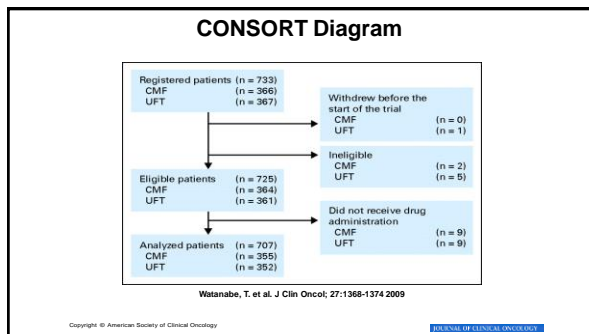 CONSORT Diagram
Registered patients (n = 733)
CMF (n = 366)
UFT (n = 367)
Withdrew before the
start of the trial
CMF (n = 0)
UFT (n = 1)
Ineligible
CMF (n = 2)
UFT (n = 5)
Eligible patients (n = 725)
CMF (n = 364)
UFT (n = 361)
Did not receive drug
administration
CMF (n = 9)
UFT (n = 9)
Analyzed patients (n = 707)
CMF (n = 355)
UFT (n = 352)
Watanabe, T. et al. J Clin Oncol; 27:1368-1374 2009
Copyright © American Society of Clinical Oncology
JOURNAL OF CLINICAL ONCOLOGY